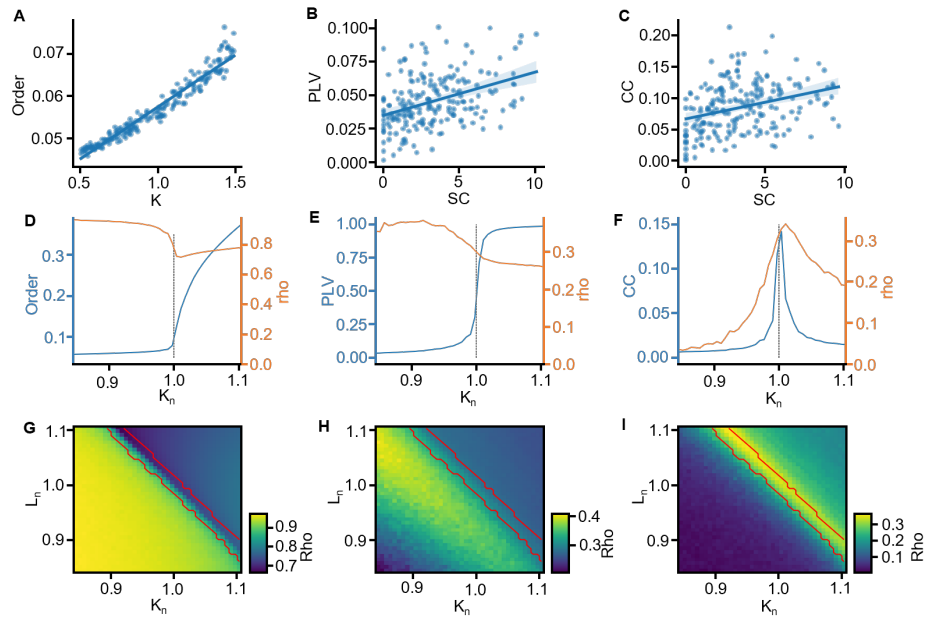 A
B
C
Order
0.07
0.06
0.05
0.5
1.0
1.5
K
PLV
0.100
0.075
0.050
0.025
0.000
0
5
10
SC
CC
0.20
0.15
0.10
0.05
0.00
0
5
10
SC
D
E
F
Order
0.3
0.2
0.1
0.9
1.0
1.1
Kn
0.8
0.6
0.4
0.2
0.0
rho
PLV
1.00
0.75
0.50
0.25
0.00
0.9
1.0
1.1
Kn
0.3
0.2
0.1
0.0
rho
CC
0.15
0.10
0.05
0.00
0.9
1.0
1.1
Kn
0.3
0.2
0.1
0.0
rho
G
H
I
Ln
1.1
1.0
0.9
0.9
1.0
1.1
Kn
0.9
0.8
0.7
Rho
Ln
1.1
1.0
0.9
0.9
1.0
1.1
Kn
0.4
0.3
Rho
Ln
1.1
1.0
0.9
0.9
1.0
1.1
Kn
0.3
0.2
0.1
Rho